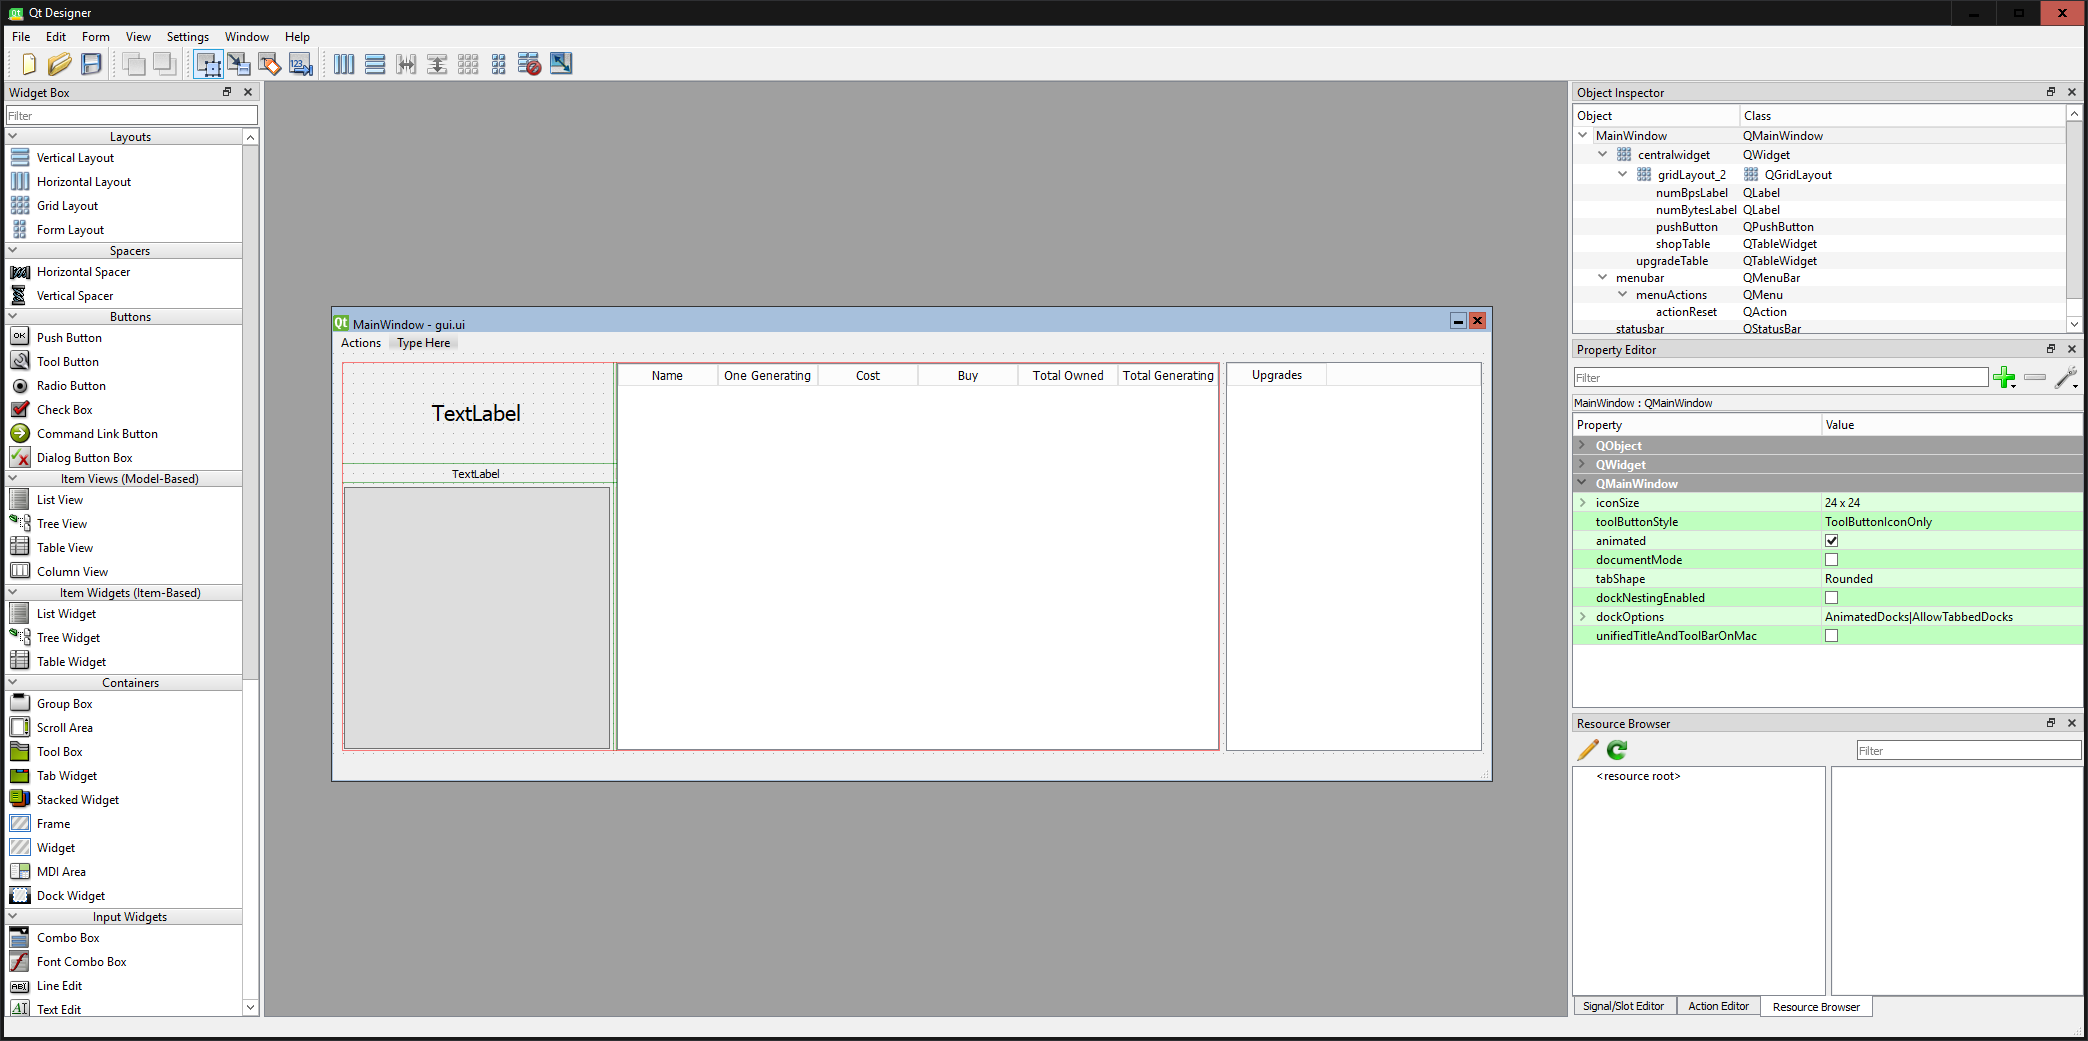 Qt Designer
File Edit Form View Settings Window Help
Widget Box
Filter
Layouts
Vertical Layout
Horizontal Layout
Grid Layout
Form Layout
Spacers
Horizontal Spacer
Vertical Spacer
Buttons
Push Button
Tool Button
Radio Button
Check Box
Command Link Button
Dialog Button Box
Item Views (Model-Based)
List View
Tree View
Table View
Column View
Item Widgets (Item-Based)
List Widget
Tree Widget
Table Widget
Containers
Group Box
Scroll Area
Tool Box
Tab Widget
Stacked Widget
Frame
Widget
MDI Area
Dock Widget
Input Widgets
Combo Box
Font Combo Box
Line Edit
Text Edit
MainWindow - gui.ui
Actions Type Here
TextLabel
TextLabel
Name One Generating Cost Buy Total Owned Total Generating
Upgrades
Object Inspector
Object Class
MainWindow QMainWindow
centralwidget QWidget
gridLayout_2 QGridLayout
numBpsLabel QLabel
numBytesLabel QLabel
pushButton QPushButton
shopTable QTableWidget
upgradeTable QTableWidget
menubar QMenuBar
menuActions QMenu
actionReset QAction
statusbar QStatusBar
Property Editor
Filter
MainWindow : QMainWindow
Property Value
QObject
QWidget
QMainWindow
iconSize 24 x 24
toolButtonStyle ToolButtonIconOnly
animated
documentMode
tabShape Rounded
dockNestingEnabled
dockOptions AnimatedDocks|AllowTabbedDocks
unifiedTitleAndToolBarOnMac
Resource Browser
Filter
<resource root>
Signal/Slot Editor Action Editor Resource Browser